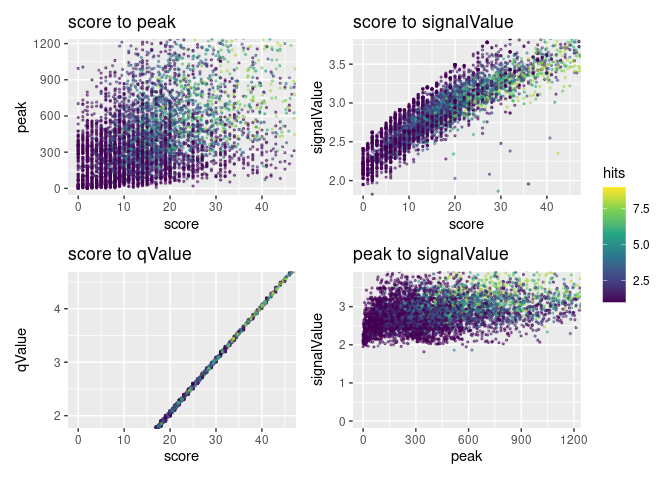 score to peak
1200
900
600
300
0
peak
0 10 20 30 40
score
score to signalValue
3.5
3.0
2.5
2.0
signalValue
0 20 40
score
hits
7.5
5.0
2.5
score to qValue
4
3
2
qValue
0 10 20 30 40
score
peak to signalValue
3
2
1
0
signalValue
0 300 600 900 1200
peak